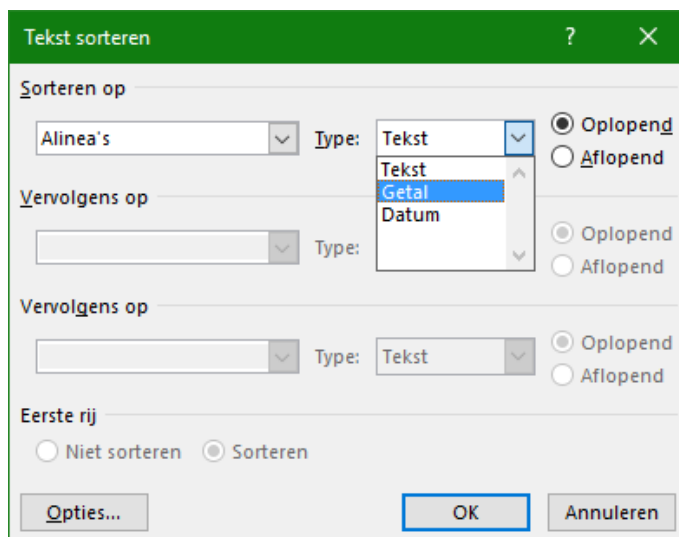 Tekst sorteren ? ×
Sorteren op
Alinea's Type: Tekst Oplopend
Aflopend
Tekst
Getal
Datum
Vervolgens op
Type: Oplopend
Aflopend
Vervolgens op
Type: Tekst Oplopend
Aflopend
Eerste rij
Niet sorteren Sorteren
Opties... OK Annuleren